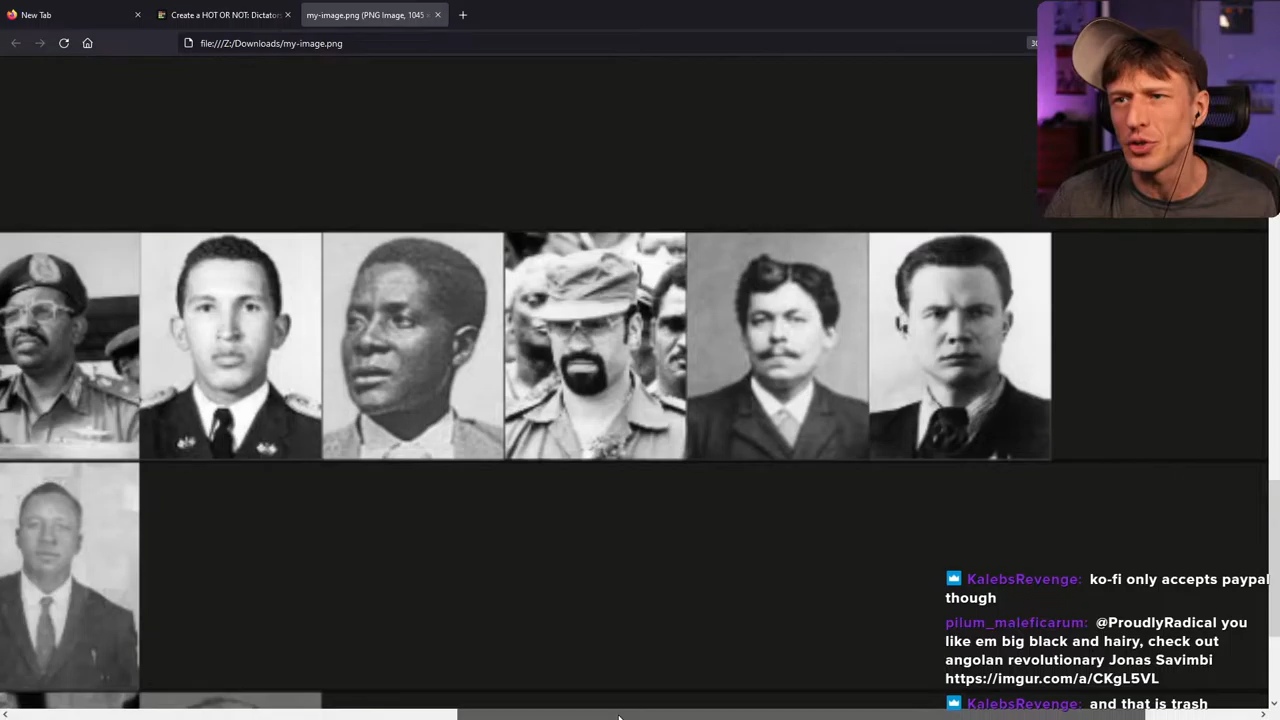 New Tab
Create a HOT OR NOT: Dictator
my-image.png (PNG Image, 1045
file:///Z:/Downloads/my-image.png
30
KalebsRevenge: ko-fi only accepts paypal
though
pilum_maleficarum: @ProudlyRadical you
like em big black and hairy, check out
angolan revolutionary Jonas Savimbi
https://imgur.com/a/CKgL5VL
KalebsRevenge: and that is trash